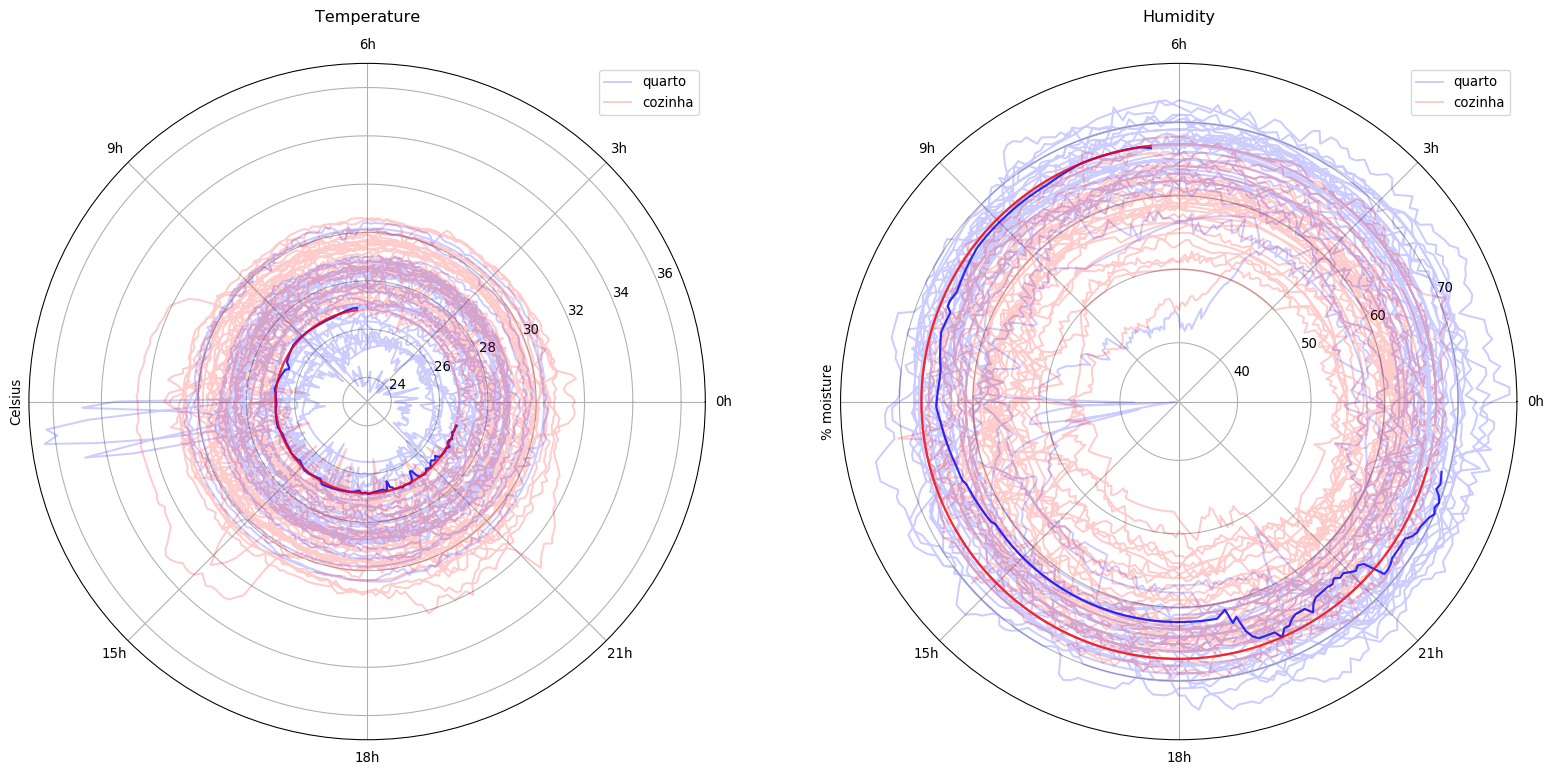 Temperature
6h
quarto
cozinha
9h
3h
36
34
32
30
28
26
24
Celsius
0h
15h
21h
18h
Humidity
6h
quarto
cozinha
9h
3h
70
60
50
40
% moisture
0h
15h
21h
18h